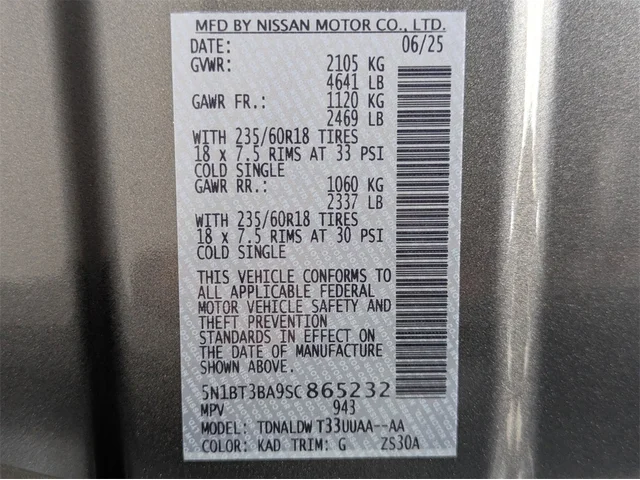 MFD BY NISSAN MOTOR CO., LTD.
DATE: 06/25
GVWR: 2105 KG
4641 LB
GAWR FR.: 1120 KG
2469 LB
WITH 235/60R18 TIRES
18 x 7.5 RIMS AT 33 PSI
COLD SINGLE
GAWR RR.: 1060 KG
2337 LB
WITH 235/60R18 TIRES
18 x 7.5 RIMS AT 30 PSI
COLD SINGLE
THIS VEHICLE CONFORMS TO
ALL APPLICABLE FEDERAL
MOTOR VEHICLE SAFETY AND
THEFT PREVENTION
STANDARDS IN EFFECT ON
THE DATE OF MANUFACTURE
SHOWN ABOVE.
5N1BT3BA9SC865232
MPV 943
MODEL: TDNALDW T33UUAA--AA
COLOR: KAD TRIM: G ZS30A